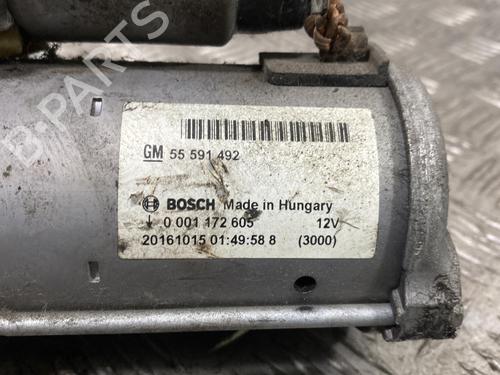 B-PARTS
GM 55 591 492
BOSCH Made in Hungary
0 001 172 605 12V
20161015 01:49:58 8 (3000)